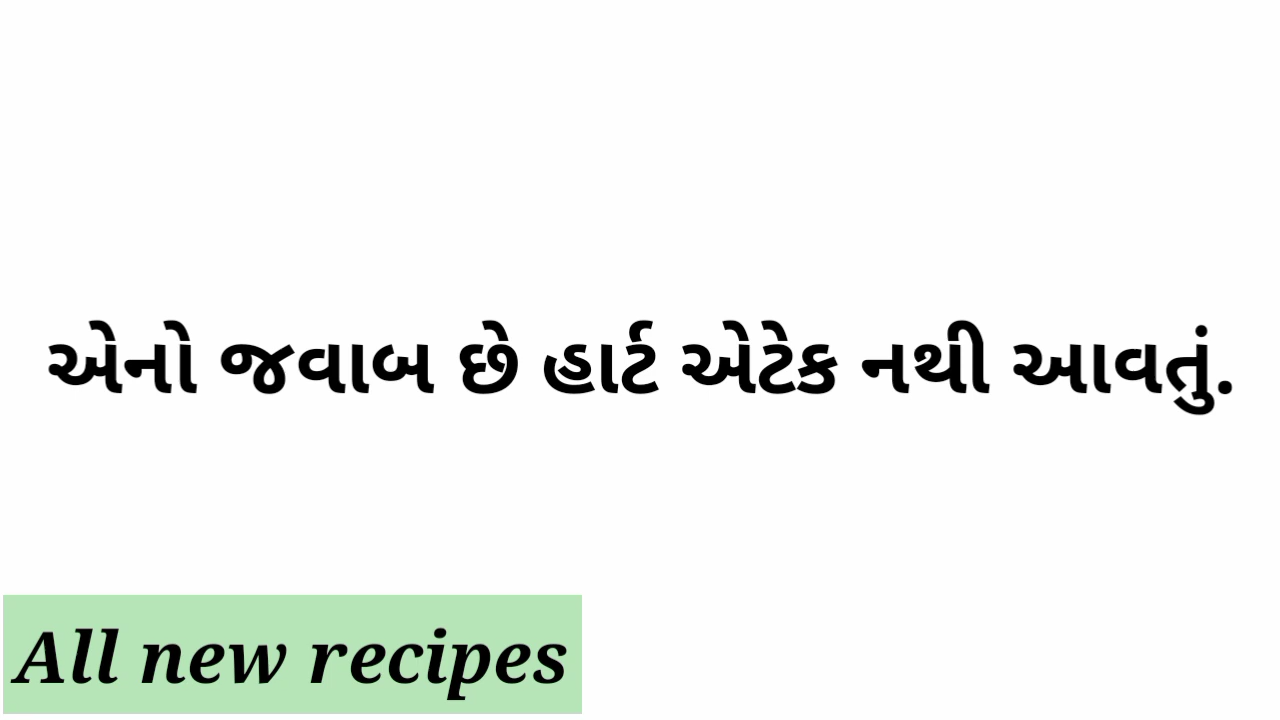 એનો જવાબ છે હાર્ટ એટેક નથી આવતું.
All new recipes